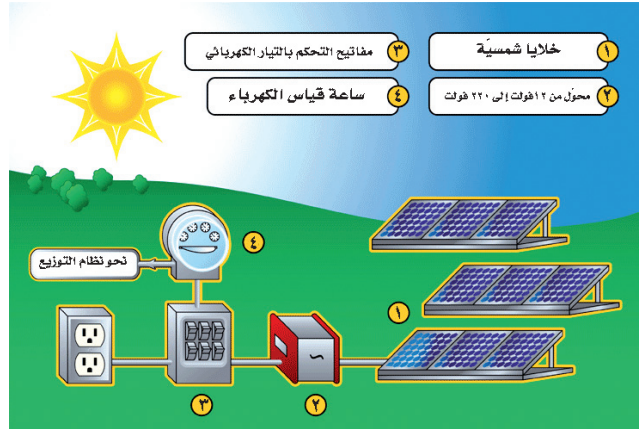 ١ خلايا شمسيّة
٣ مفاتيح التحكم بالتيار الكهربائي
٢ محوّل من ١٢ فولت إلى ٢٢٠ فولت
٤ ساعة قياس الكهرباء
٤
نحو نظام التوزيع
١
٢
٣